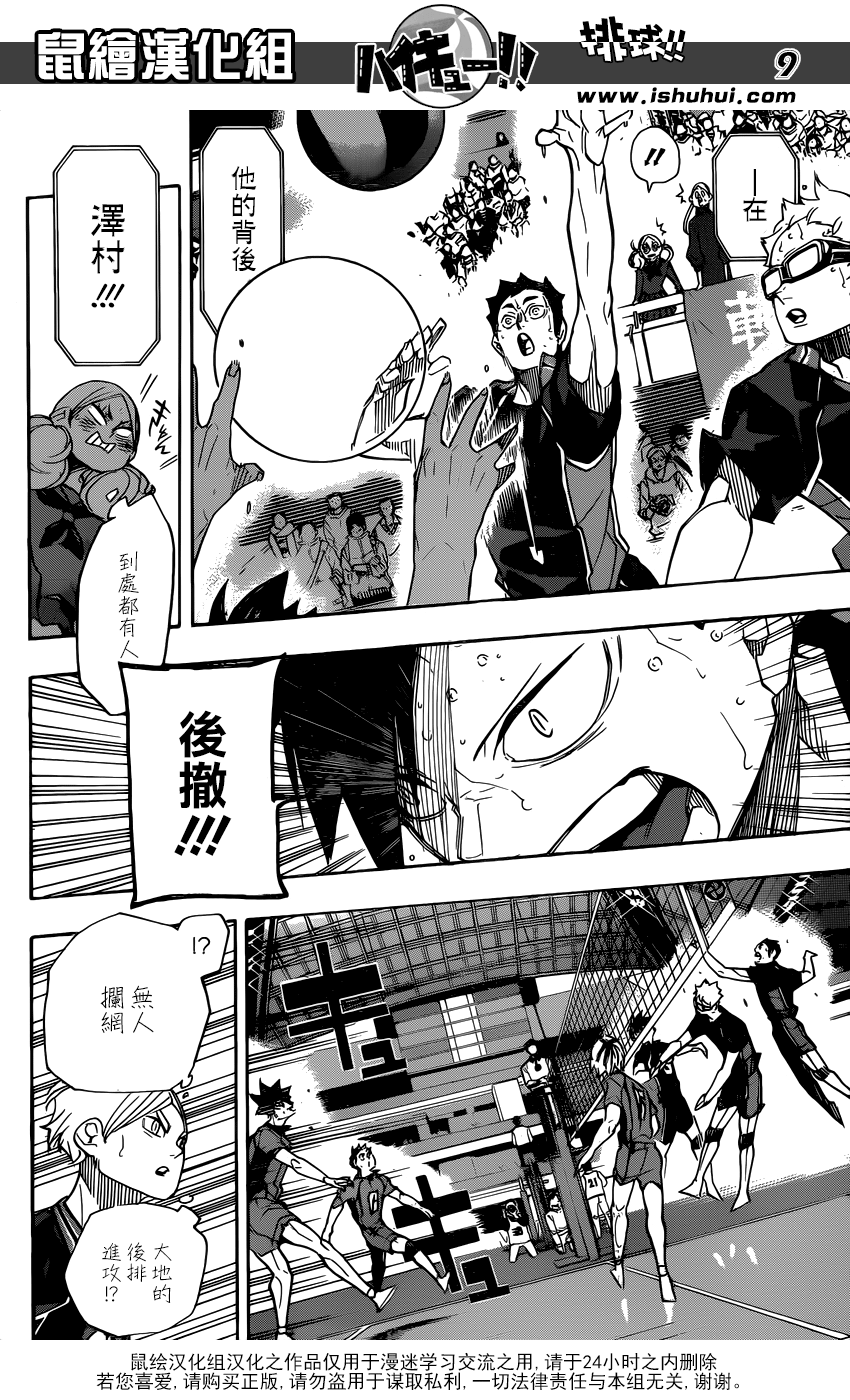 鼠繪漢化組
ハイキュー!!
排球!!
9
www.ishuhui.com
!!
—在
他的背後
澤村!!!
到處都有人
後撤!!!
キュ
キュ
!?
無人
攔網
大地的
後排
進攻!?
21
鼠绘汉化组汉化之作品仅用于漫迷学习交流之用,请于24小时之内删除
若您喜爱,请购买正版,请勿盗用于谋取私利,一切法律责任与本组无关,谢谢。